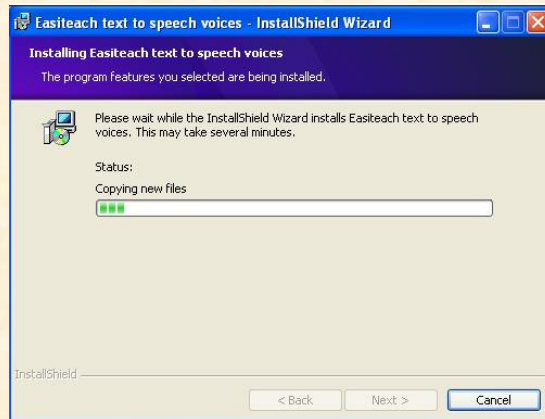 Easiteach text to speech voices - InstallShield Wizard
Installing Easiteach text to speech voices
The program features you selected are being installed.
Please wait while the InstallShield Wizard installs Easiteach text to speech
voices. This may take several minutes.
Status:
Copying new files
InstallShield
< Back Next > Cancel